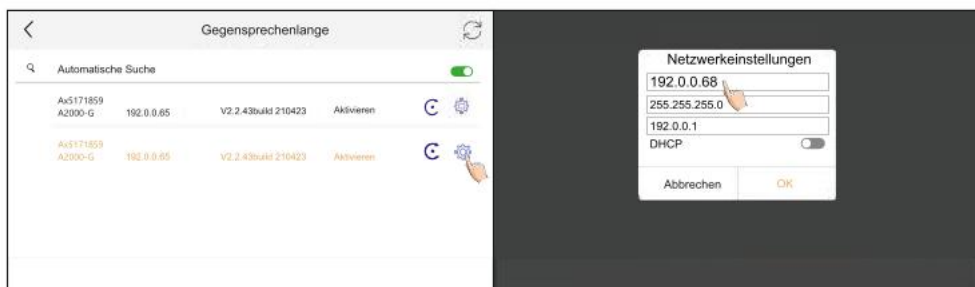 Gegensprechenlange
Automatische Suche
Ax5171859
A2000-G 192.0.0.65 V2.2.43build 210423 Aktivieren
Ax5171859
A2000-G 192.0.0.65 V2.2.43build 210423 Aktivieren
Netzwerkeinstellungen
192.0.0.68
255.255.255.0
192.0.0.1
DHCP
Abbrechen OK